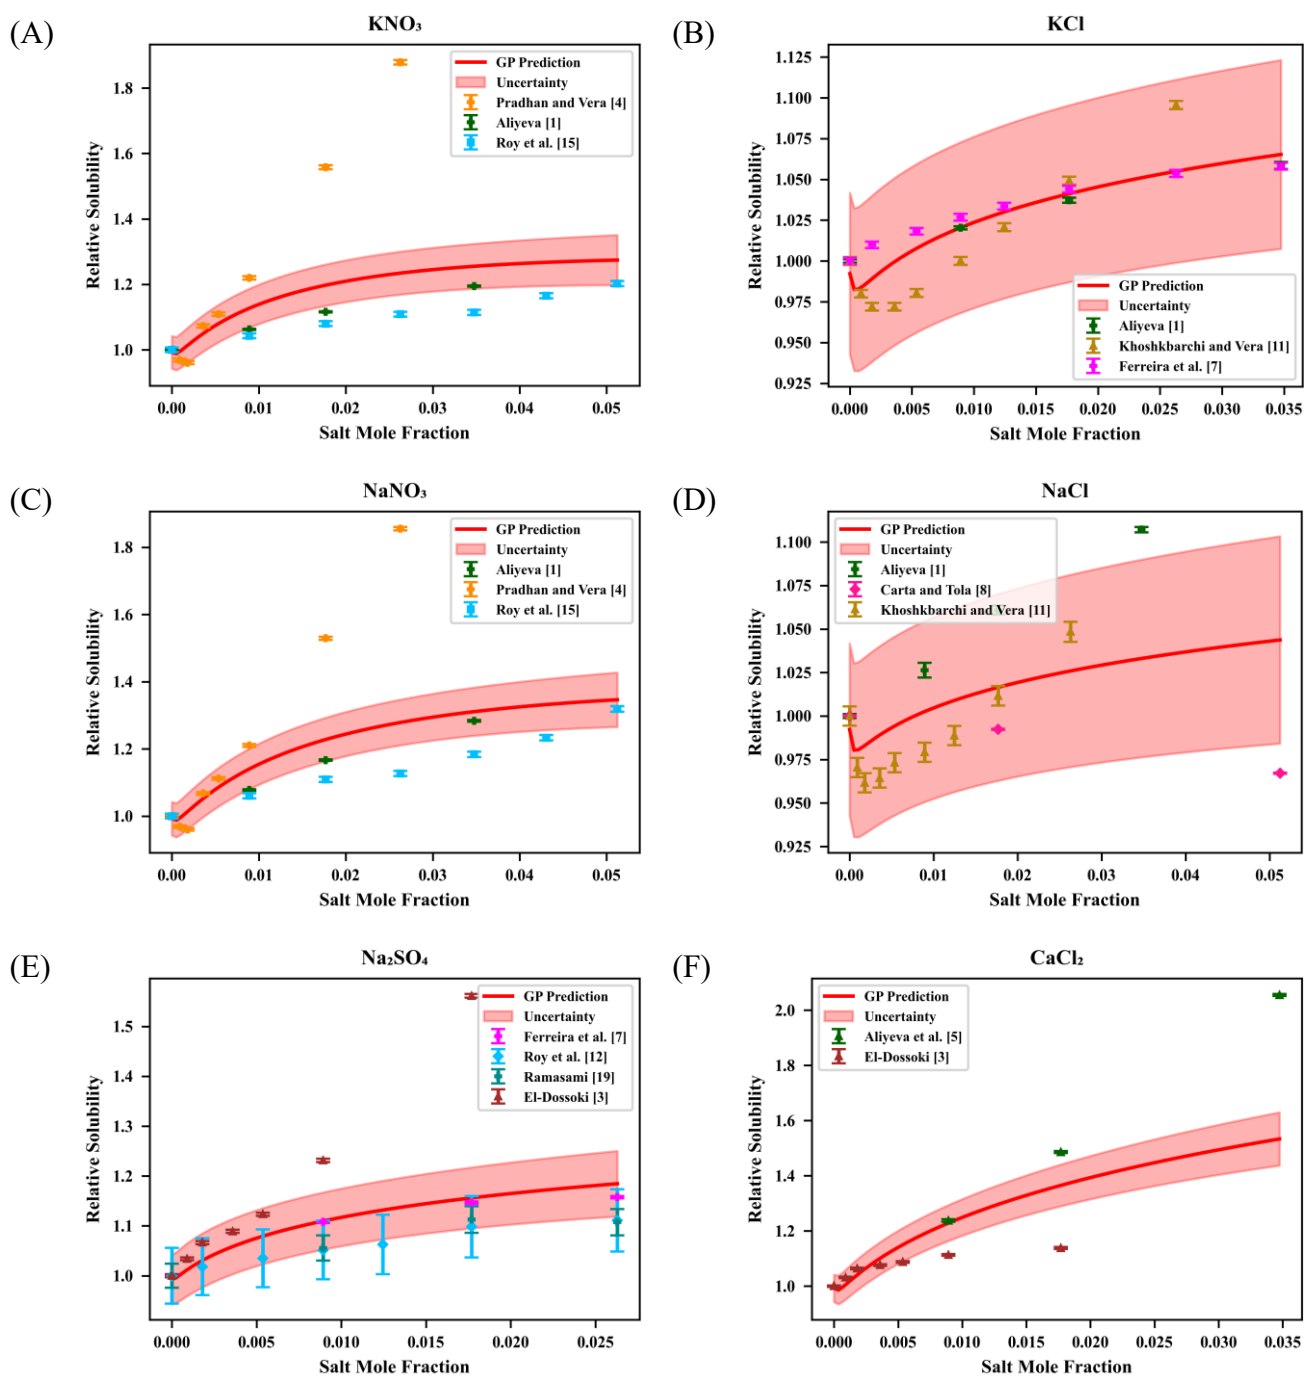 (A)
KNO₃
Relative Solubility
1.8
1.6
1.4
1.2
1.0
GP Prediction
Uncertainty
Pradhan and Vera [4]
Aliyeva [1]
Roy et al. [15]
0.00 0.01 0.02 0.03 0.04 0.05
Salt Mole Fraction
(B)
KCl
Relative Solubility
1.125
1.100
1.075
1.050
1.025
1.000
0.975
0.950
0.925
GP Prediction
Uncertainty
Aliyeva [1]
Khoshkbarchi and Vera [11]
Ferreira et al. [7]
0.000 0.005 0.010 0.015 0.020 0.025 0.030 0.035
Salt Mole Fraction
(C)
NaNO₃
Relative Solubility
1.8
1.6
1.4
1.2
1.0
GP Prediction
Uncertainty
Aliyeva [1]
Pradhan and Vera [4]
Roy et al. [15]
0.00 0.01 0.02 0.03 0.04 0.05
Salt Mole Fraction
(D)
NaCl
Relative Solubility
1.100
1.075
1.050
1.025
1.000
0.975
0.950
0.925
GP Prediction
Uncertainty
Aliyeva [1]
Carta and Tola [8]
Khoshkbarchi and Vera [11]
0.00 0.01 0.02 0.03 0.04 0.05
Salt Mole Fraction
(E)
Na₂SO₄
Relative Solubility
1.5
1.4
1.3
1.2
1.1
1.0
GP Prediction
Uncertainty
Ferreira et al. [7]
Roy et al. [12]
Ramasami [19]
El-Dossoki [3]
0.000 0.005 0.010 0.015 0.020 0.025
Salt Mole Fraction
(F)
CaCl₂
Relative Solubility
2.0
1.8
1.6
1.4
1.2
1.0
GP Prediction
Uncertainty
Aliyeva et al. [5]
El-Dossoki [3]
0.000 0.005 0.010 0.015 0.020 0.025 0.030 0.035
Salt Mole Fraction